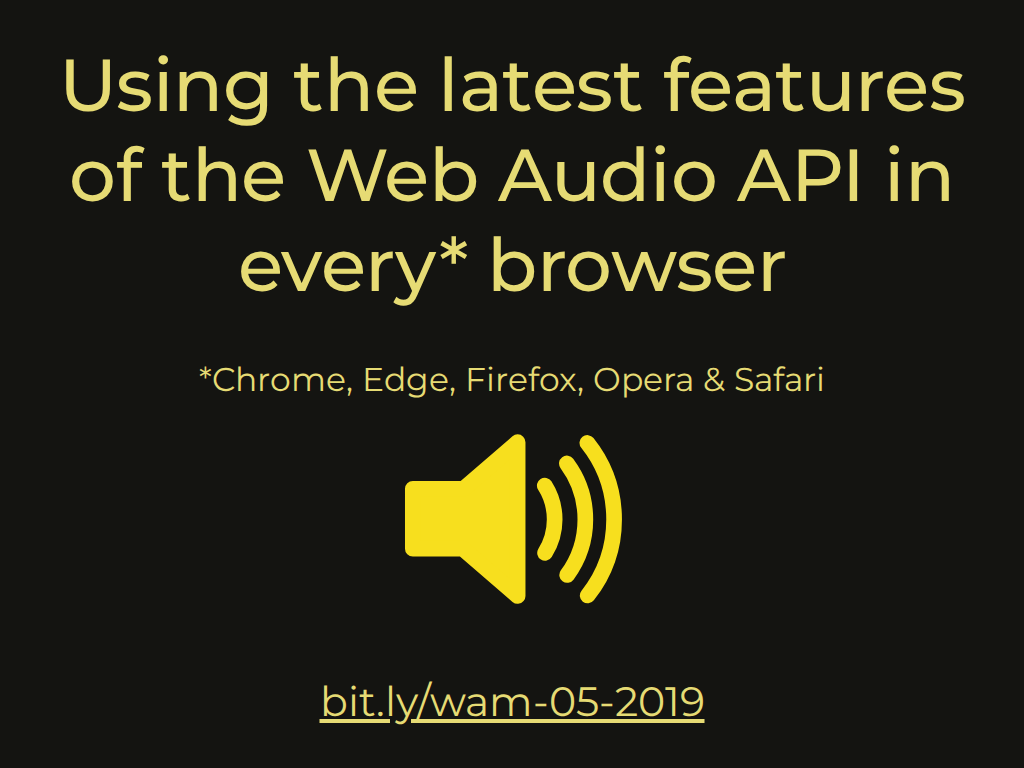 Using the latest features
of the Web Audio API in
every* browser
*Chrome, Edge, Firefox, Opera & Safari
bit.ly/wam-05-2019